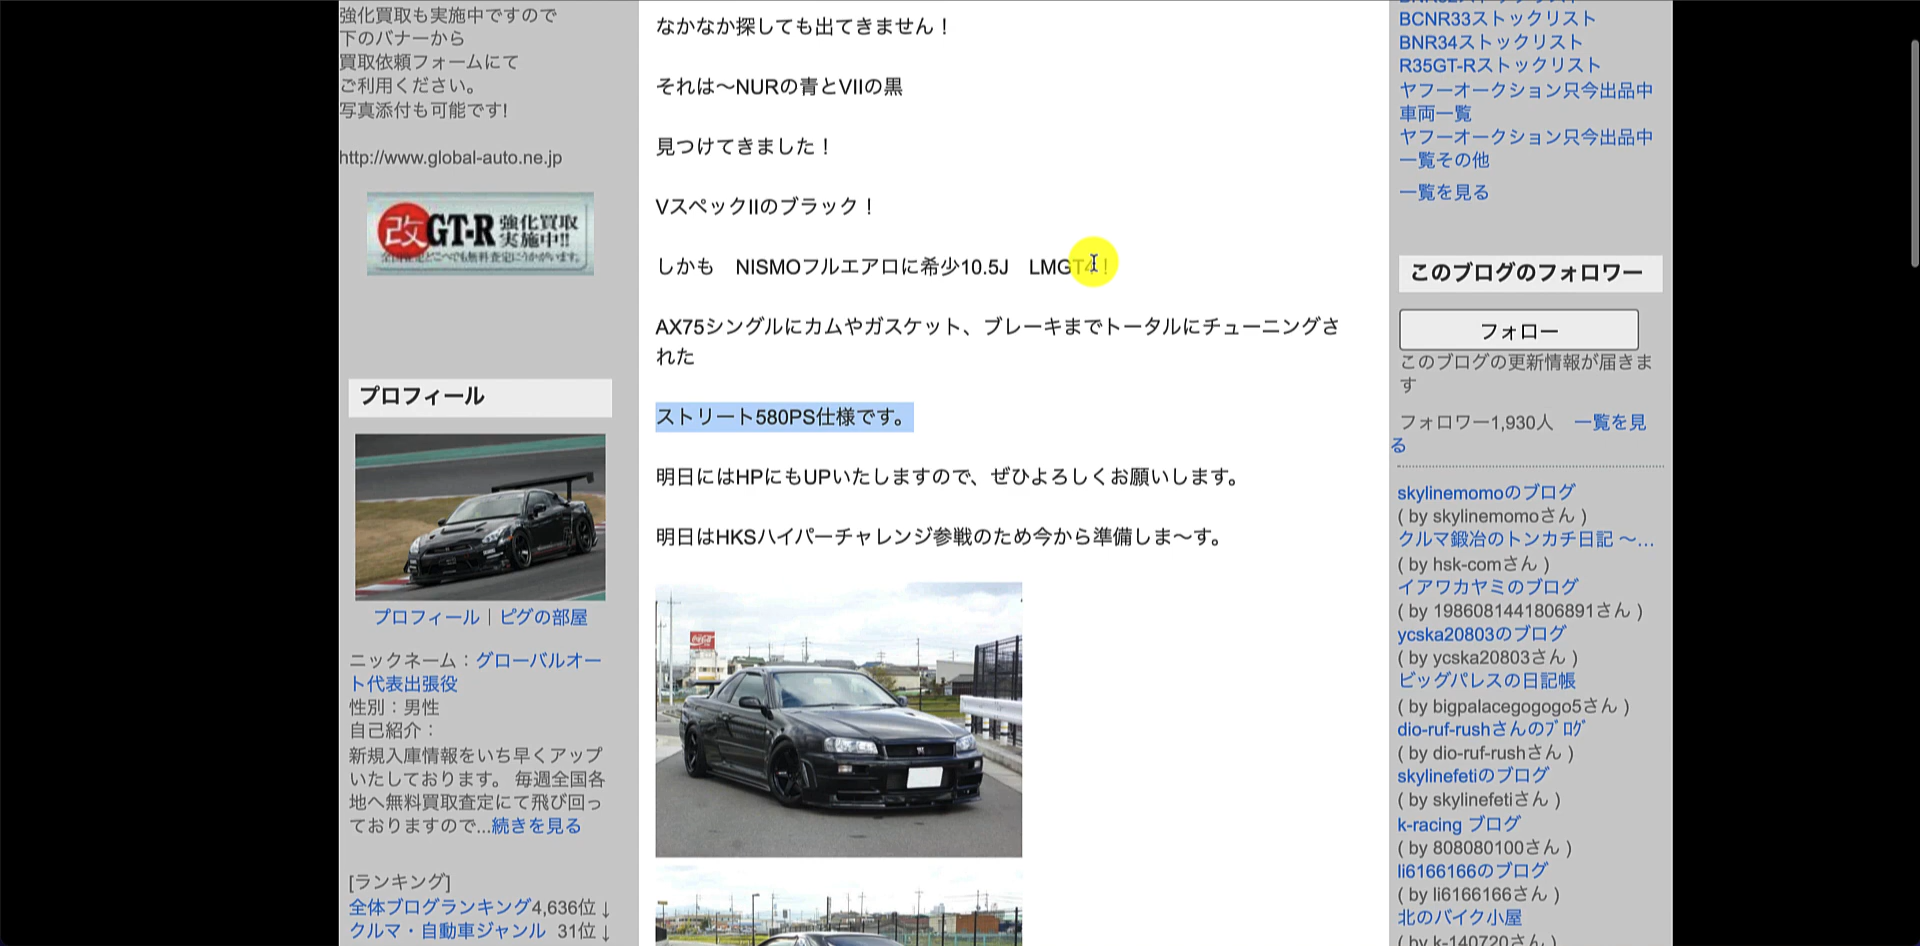 強化買取も実施中ですので
下のバナーから
買取依頼フォームにて
ご利用ください。
写真添付も可能です!
http://www.global-auto.ne.jp
改GT-R 強化買取
実施中!!
全国査定どこへでも無料査定にうかがいます。
プロフィール
プロフィール｜ピグの部屋
ニックネーム：グローバルオー
ト代表出張役
性別：男性
自己紹介：
新規入庫情報をいち早くアップ
いたしております。 毎週全国各
地へ無料買取査定にて飛び回っ
ておりますので...続きを見る
[ランキング]
全体ブログランキング4,636位↓
クルマ・自動車ジャンル 31位↓
なかなか探しても出てきません！
それは～NURの青とVIIの黒
見つけてきました！
VスペックIIのブラック！
しかも　NISMOフルエアロに希少10.5J　LMGT4！
AX75シングルにカムやガスケット、ブレーキまでトータルにチューニングさ
れた
ストリート580PS仕様です。
明日にはHPにもUPいたしますので、ぜひよろしくお願いします。
明日はHKSハイパーチャレンジ参戦のため今から準備しま～す。
Coca-Cola
BCNR33ストックリスト
BNR34ストックリスト
R35GT-Rストックリスト
ヤフーオークション只今出品中
車両一覧
ヤフーオークション只今出品中
一覧その他
一覧を見る
このブログのフォロワー
フォロー
このブログの更新情報が届きま
す
フォロワー1,930人 一覧を見
る
skylinemomoのブログ
( by skylinemomoさん )
クルマ鍛冶のトンカチ日記 ～…
( by hsk-comさん )
イアワカヤミのブログ
( by 1986081441806891さん )
ycska20803のブログ
( by ycska20803さん )
ビッグパレスの日記帳
( by bigpalacegogogo5さん )
dio-ruf-rushさんのﾌﾞﾛｸﾞ
( by dio-ruf-rushさん )
skylinefetiのブログ
( by skylinefetiさん )
k-racing ブログ
( by 808080100さん )
li6166166のブログ
( by li6166166さん )
北のバイク小屋
( by k-140720さん )